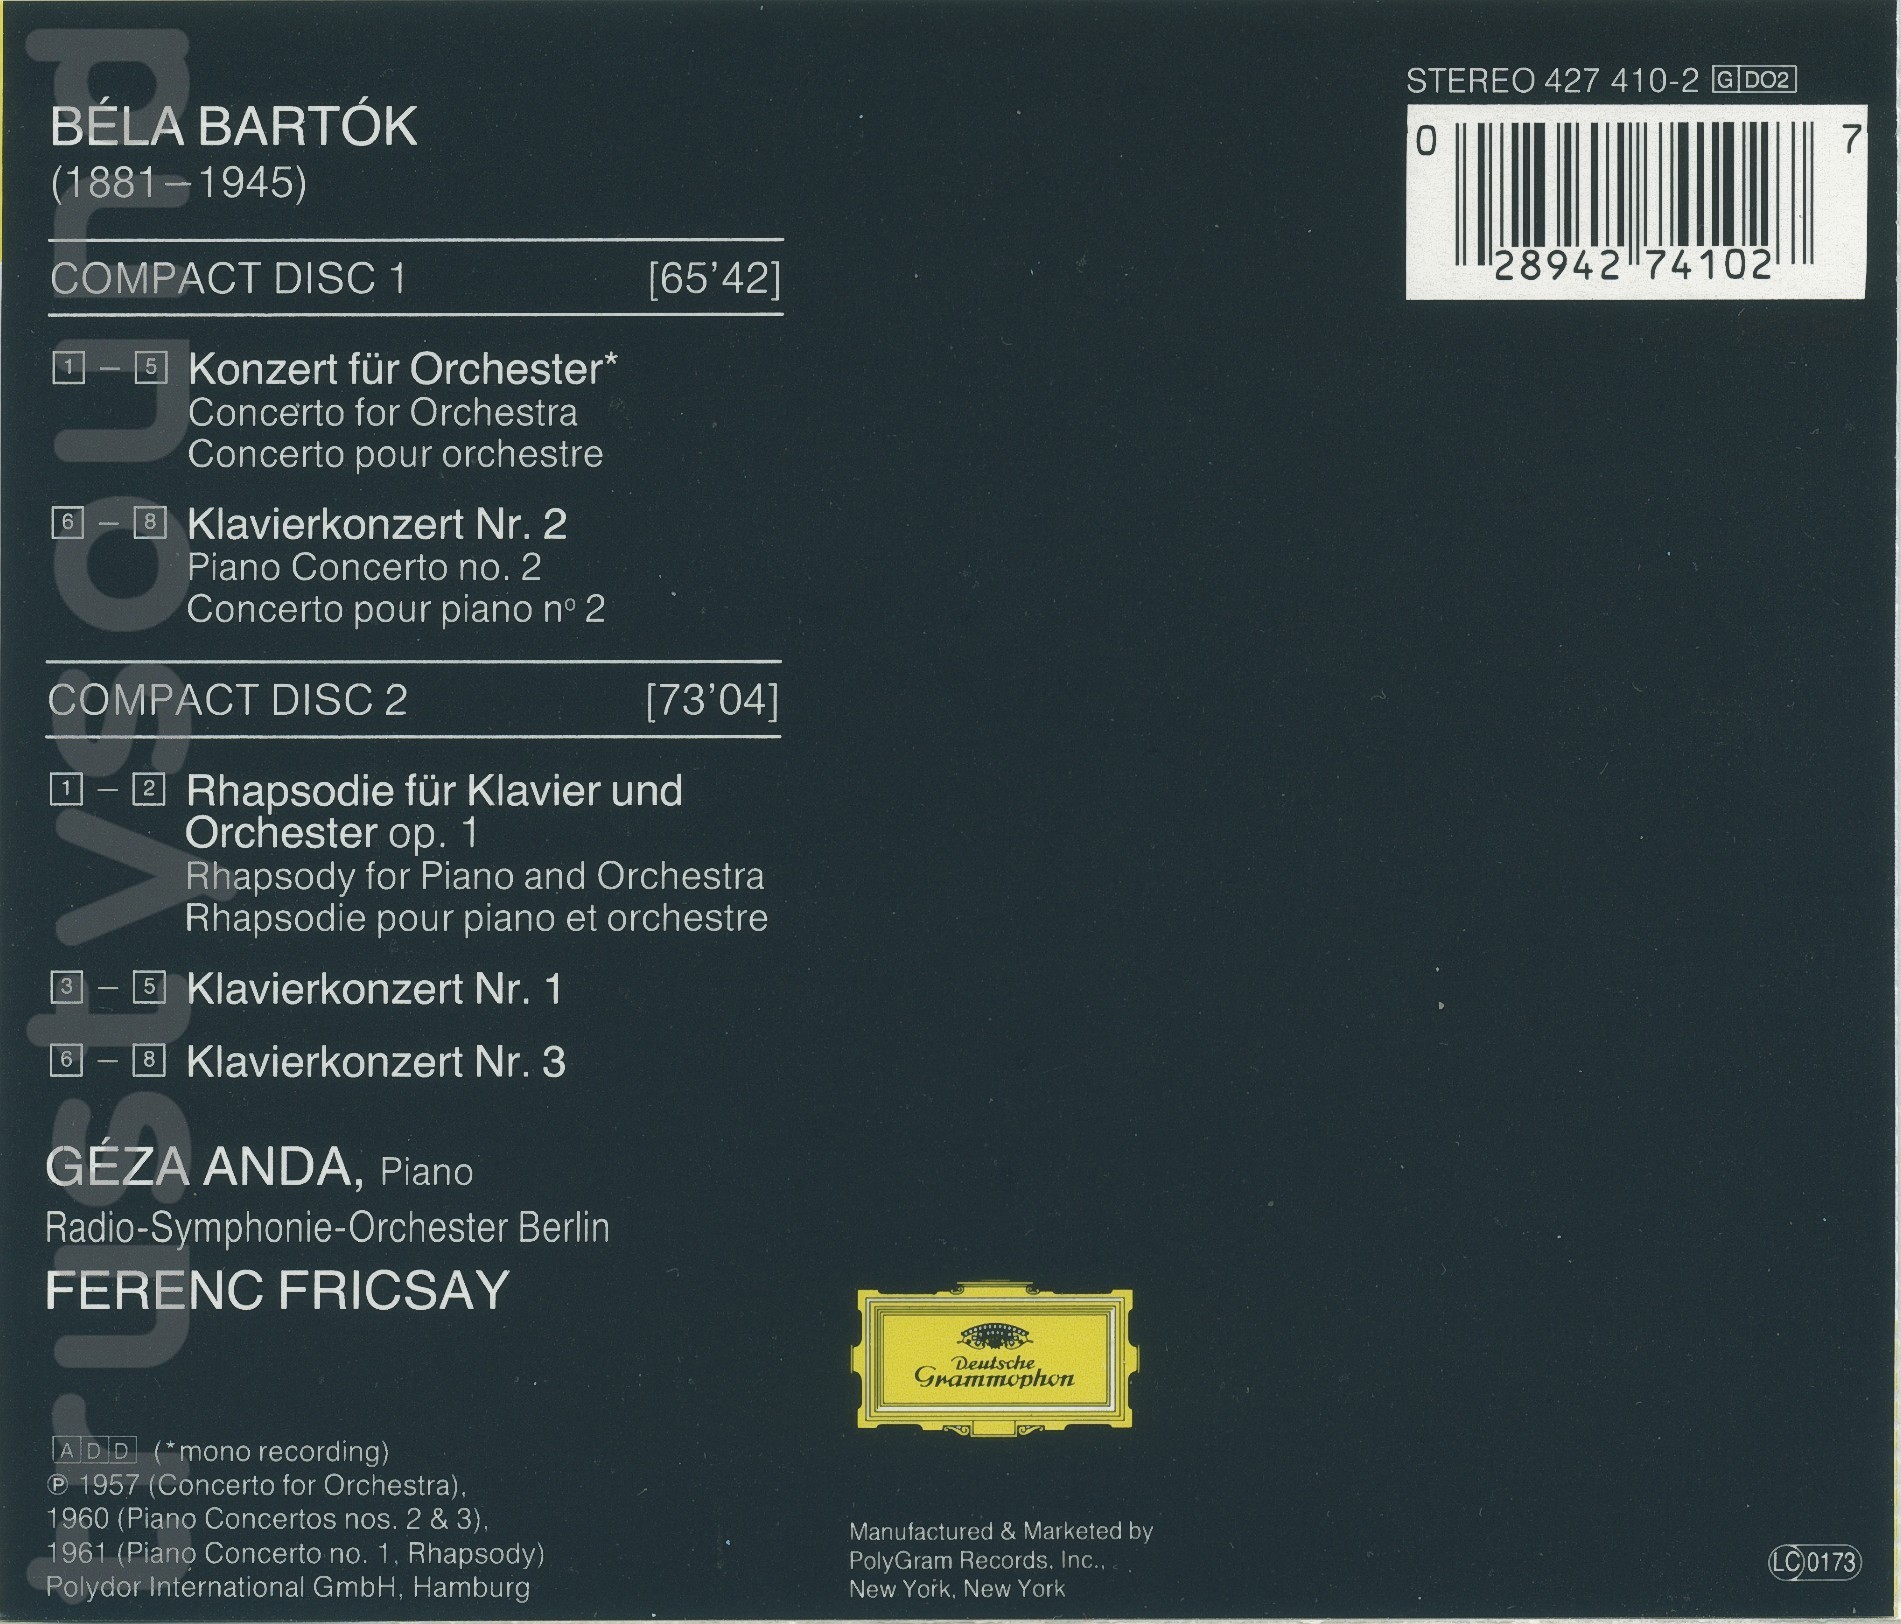 STEREO 427 410-2 G DO2
0 28942 74102 7
BÉLA BARTÓK
(1881–1945)
COMPACT DISC 1 [65’42]
1 – 5 Konzert für Orchester*
Concerto for Orchestra
Concerto pour orchestre
6 – 8 Klavierkonzert Nr. 2
Piano Concerto no. 2
Concerto pour piano nº 2
COMPACT DISC 2 [73’04]
1 – 2 Rhapsodie für Klavier und
Orchester op. 1
Rhapsody for Piano and Orchestra
Rhapsodie pour piano et orchestre
3 – 5 Klavierkonzert Nr. 1
6 – 8 Klavierkonzert Nr. 3
GÉZA ANDA, Piano
Radio-Symphonie-Orchester Berlin
FERENC FRICSAY
Deutsche
Grammophon
ADD (*mono recording)
℗ 1957 (Concerto for Orchestra),
1960 (Piano Concertos nos. 2 & 3),
1961 (Piano Concerto no. 1, Rhapsody)
Polydor International GmbH, Hamburg
Manufactured & Marketed by
PolyGram Records, Inc.,
New York, New York
LC 0173
trustysound